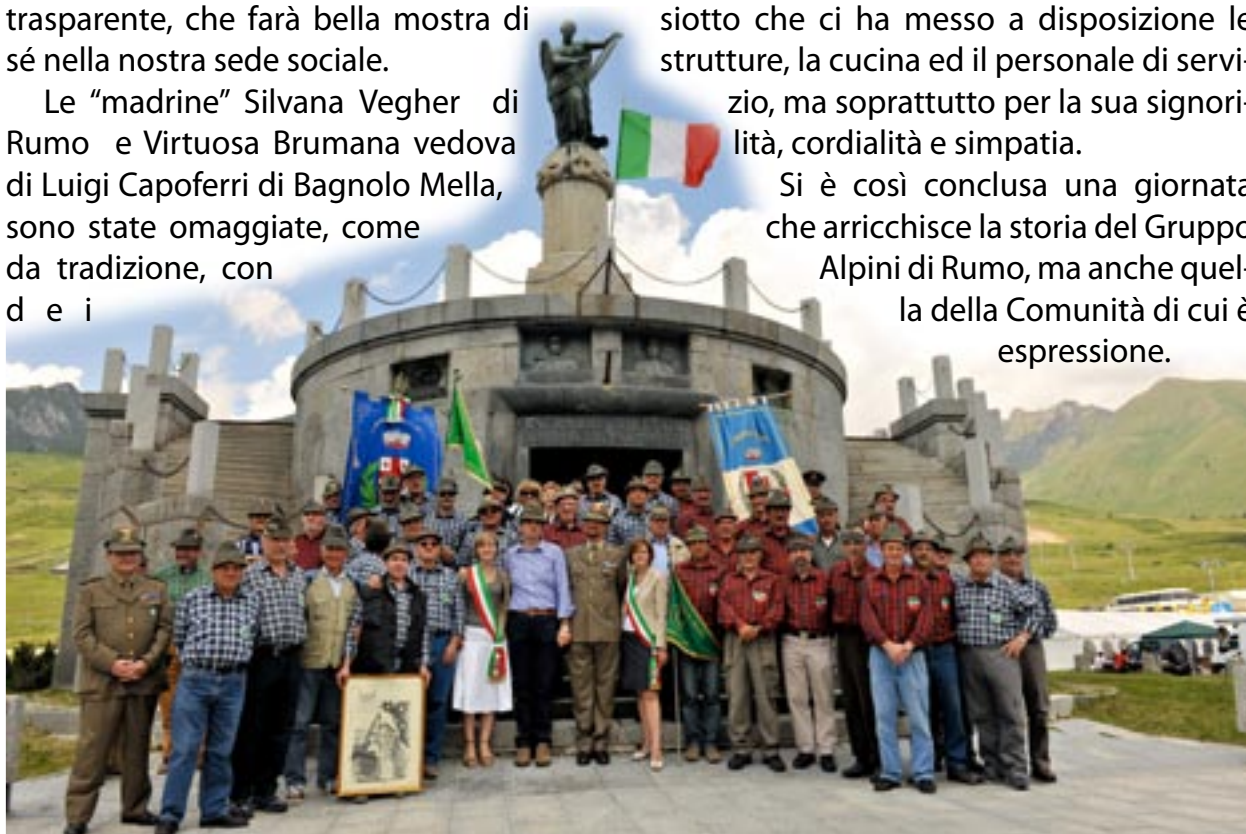 trasparente, che farà bella mostra di
sé nella nostra sede sociale.
Le “madrine” Silvana Vegher di
Rumo e Virtuosa Brumana vedova
di Luigi Capoferri di Bagnolo Mella,
sono state omaggiate, come
da tradizione, con
d e i
siotto che ci ha messo a disposizione le
strutture, la cucina ed il personale di servi-
zio, ma soprattutto per la sua signori-
lità, cordialità e simpatia.
Si è così conclusa una giornata
che arricchisce la storia del Gruppo
Alpini di Rumo, ma anche quel-
la della Comunità di cui è
espressione.